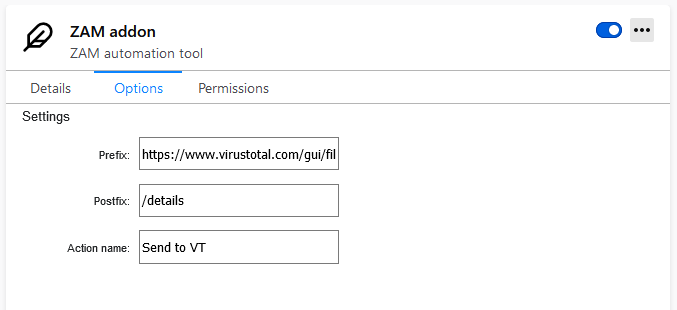 ZAM addon
ZAM automation tool
Details Options Permissions
Settings
Prefix: https://www.virustotal.com/gui/fil
Postfix: /details
Action name: Send to VT